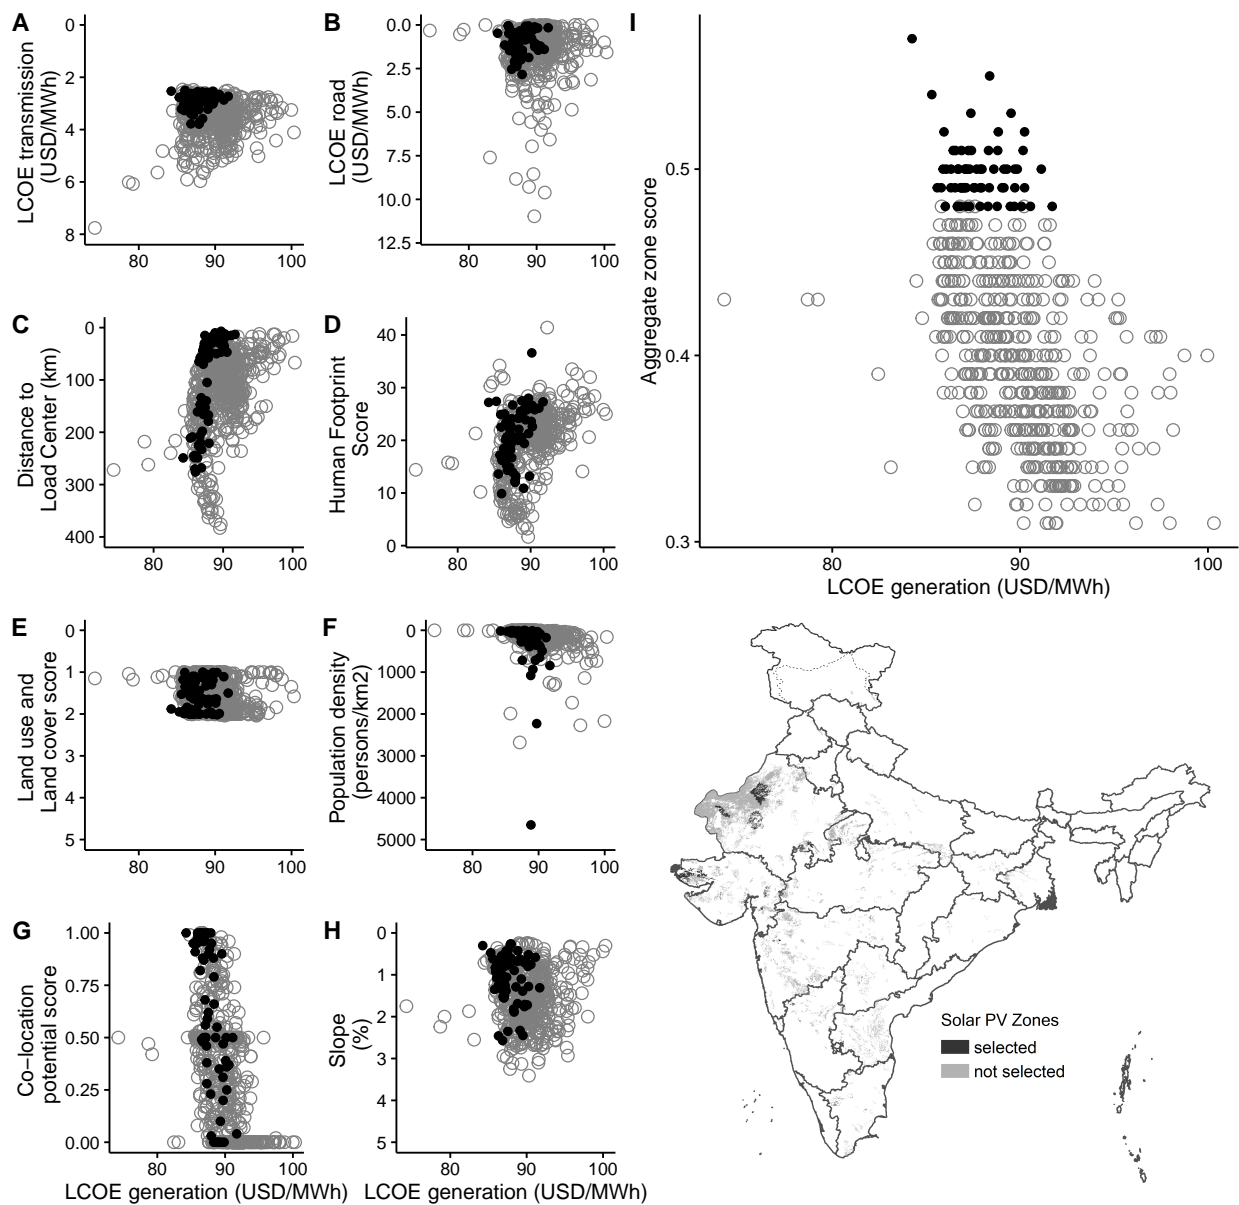 A
0
2
4
6
8
LCOE transmission
(USD/MWh)
80
90
100
B
0.0
2.5
5.0
7.5
10.0
12.5
LCOE road
(USD/MWh)
80
90
100
C
0
100
200
300
400
Distance to
Load Center (km)
80
90
100
D
40
30
20
10
0
Human Footprint
Score
80
90
100
E
0
1
2
3
4
5
Land use and
Land cover score
80
90
100
F
0
1000
2000
3000
4000
5000
Population density
(persons/km2)
80
90
100
G
1.00
0.75
0.50
0.25
0.00
Co−location
potential score
80
90
100
LCOE generation (USD/MWh)
H
0
1
2
3
4
5
Slope
(%)
80
90
100
LCOE generation (USD/MWh)
I
0.5
0.4
0.3
Aggregate zone score
80
90
100
LCOE generation (USD/MWh)
Solar PV Zones
selected
not selected